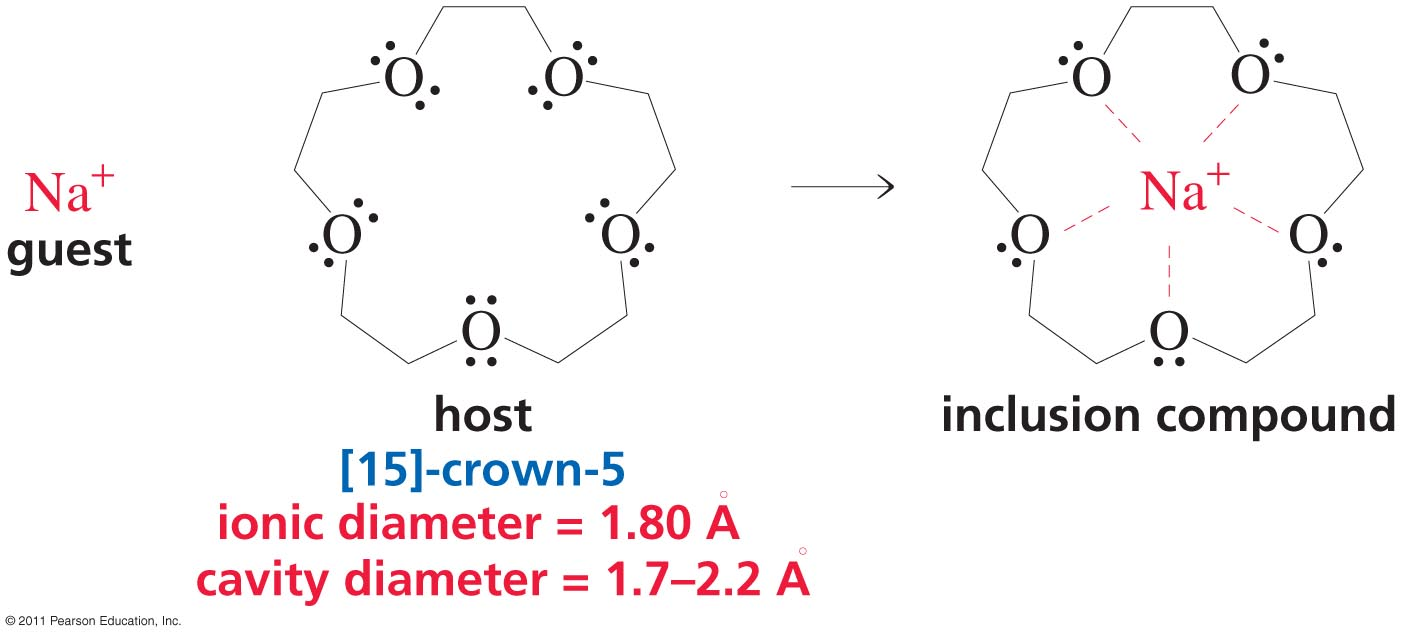 O O O O
Na⁺ Na⁺
guest
O O O O
O O
host inclusion compound
[15]-crown-5
ionic diameter = 1.80 Å
cavity diameter = 1.7–2.2 Å
© 2011 Pearson Education, Inc.